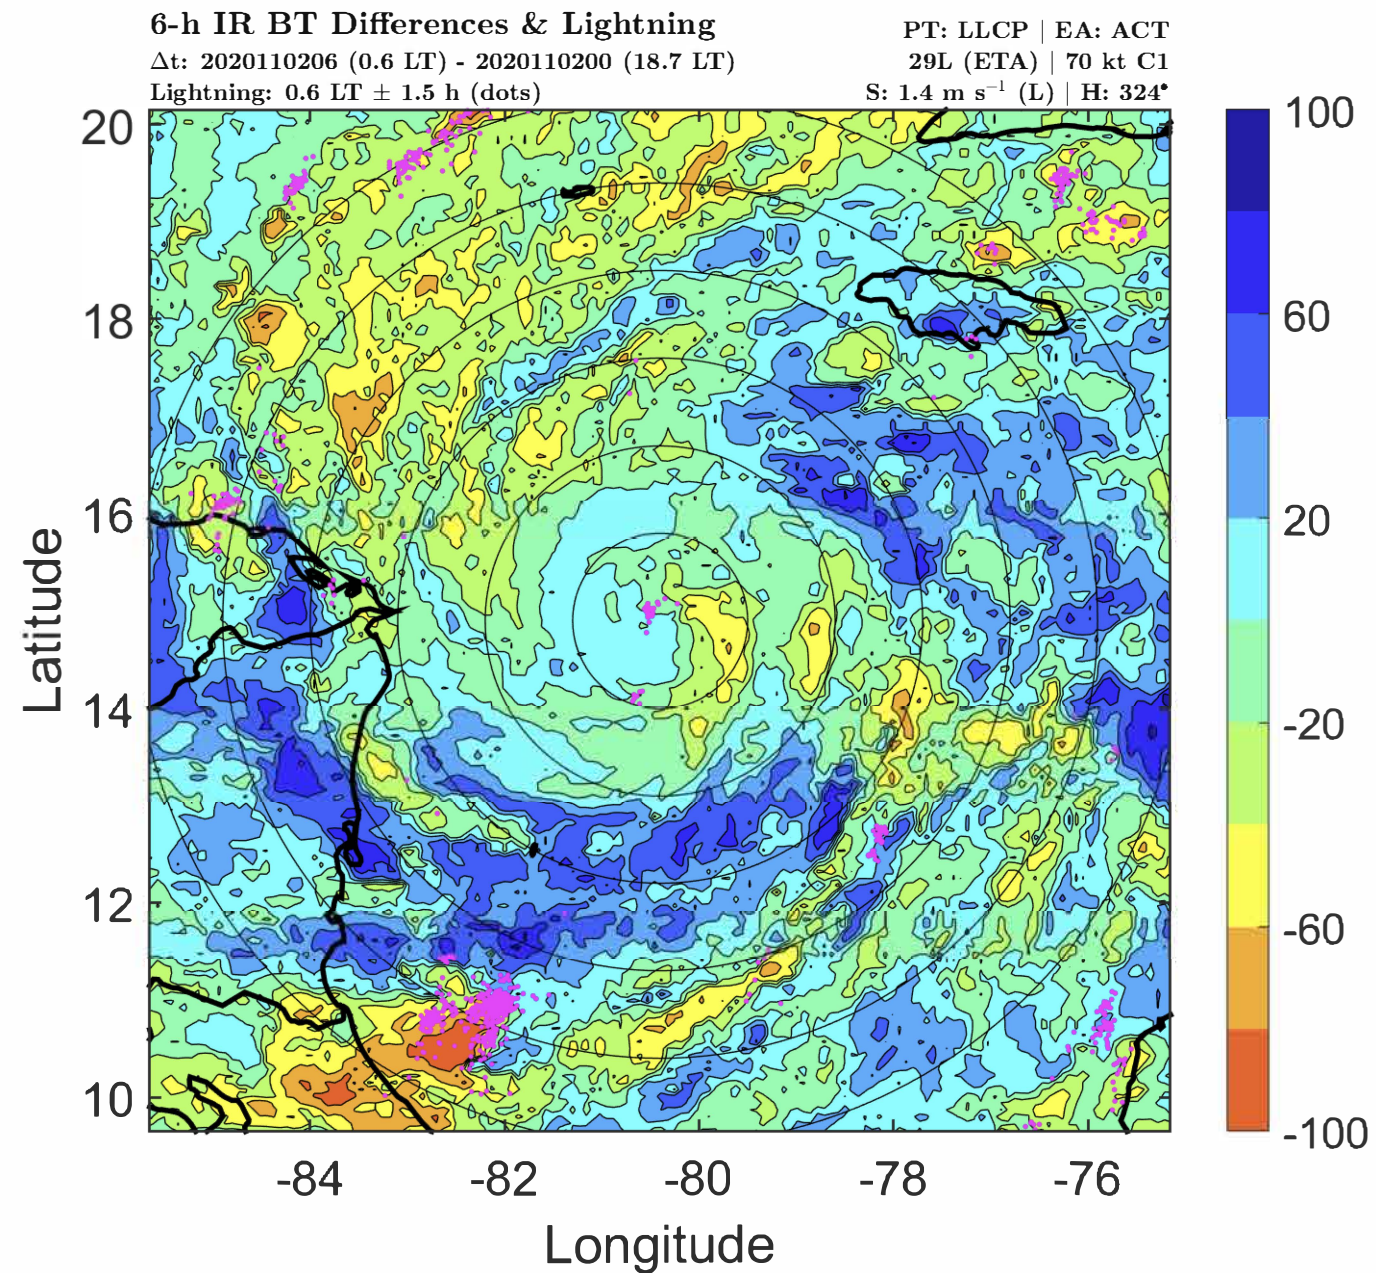 6-h IR BT Differences & Lightning
PT: LLCP | EA: ACT
Δt: 2020110206 (0.6 LT) - 2020110200 (18.7 LT)
29L (ETA) | 70 kt C1
Lightning: 0.6 LT ± 1.5 h (dots)
S: 1.4 m s⁻¹ (L) | H: 324°
20
18
16
14
12
10
Latitude
-84
-82
-80
-78
-76
Longitude
100
60
20
-20
-60
-100